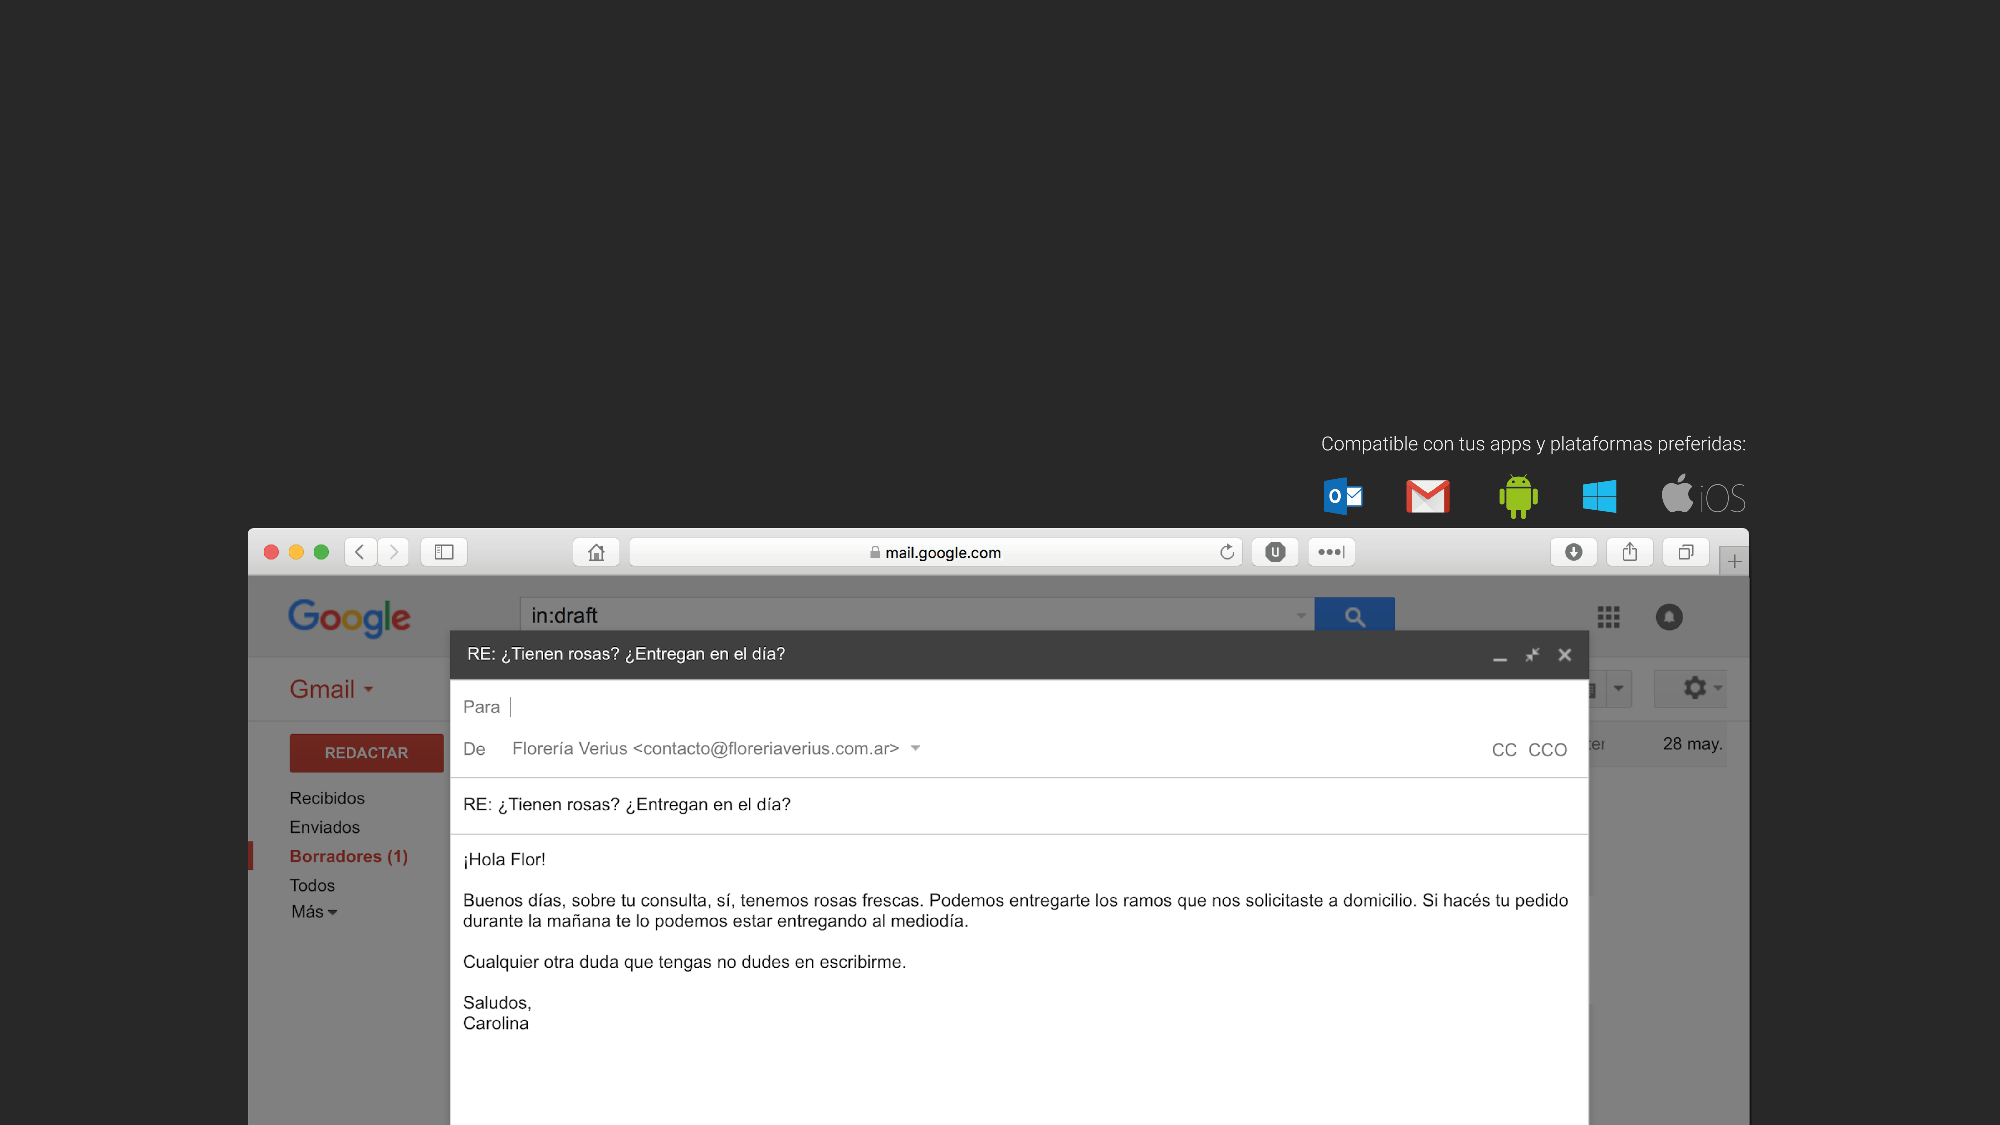 Compatible con tus apps y plataformas preferidas:
iOS
mail.google.com
Google
in:draft
RE: ¿Tienen rosas? ¿Entregan en el día?
Gmail
Para
De Florería Verius <contacto@floreriaverius.com.ar>
CC CCO
28 may.
REDACTAR
RE: ¿Tienen rosas? ¿Entregan en el día?
Recibidos
Enviados
Borradores (1)
Todos
Más
¡Hola Flor!
Buenos días, sobre tu consulta, sí, tenemos rosas frescas. Podemos entregarte los ramos que nos solicitaste a domicilio. Si hacés tu pedido
durante la mañana te lo podemos estar entregando al mediodía.
Cualquier otra duda que tengas no dudes en escribirme.
Saludos,
Carolina